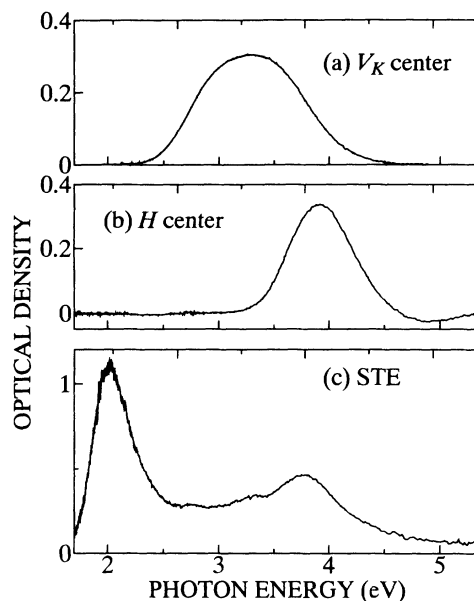 0.4
(a) V_K center
0.2
0
0.4
(b) H center
0.2
0
OPTICAL DENSITY
(c) STE
1
0
2 3 4 5
PHOTON ENERGY (eV)